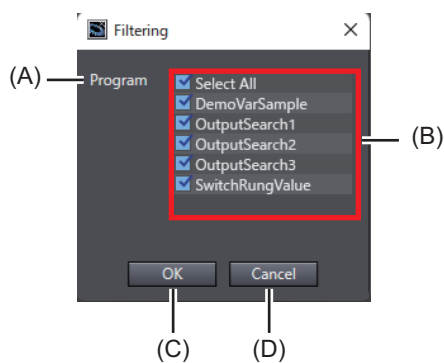 Filtering
(A)
Program
Select All
DemoVarSample
OutputSearch1
OutputSearch2
OutputSearch3
SwitchRungValue
(B)
OK
Cancel
(C)
(D)